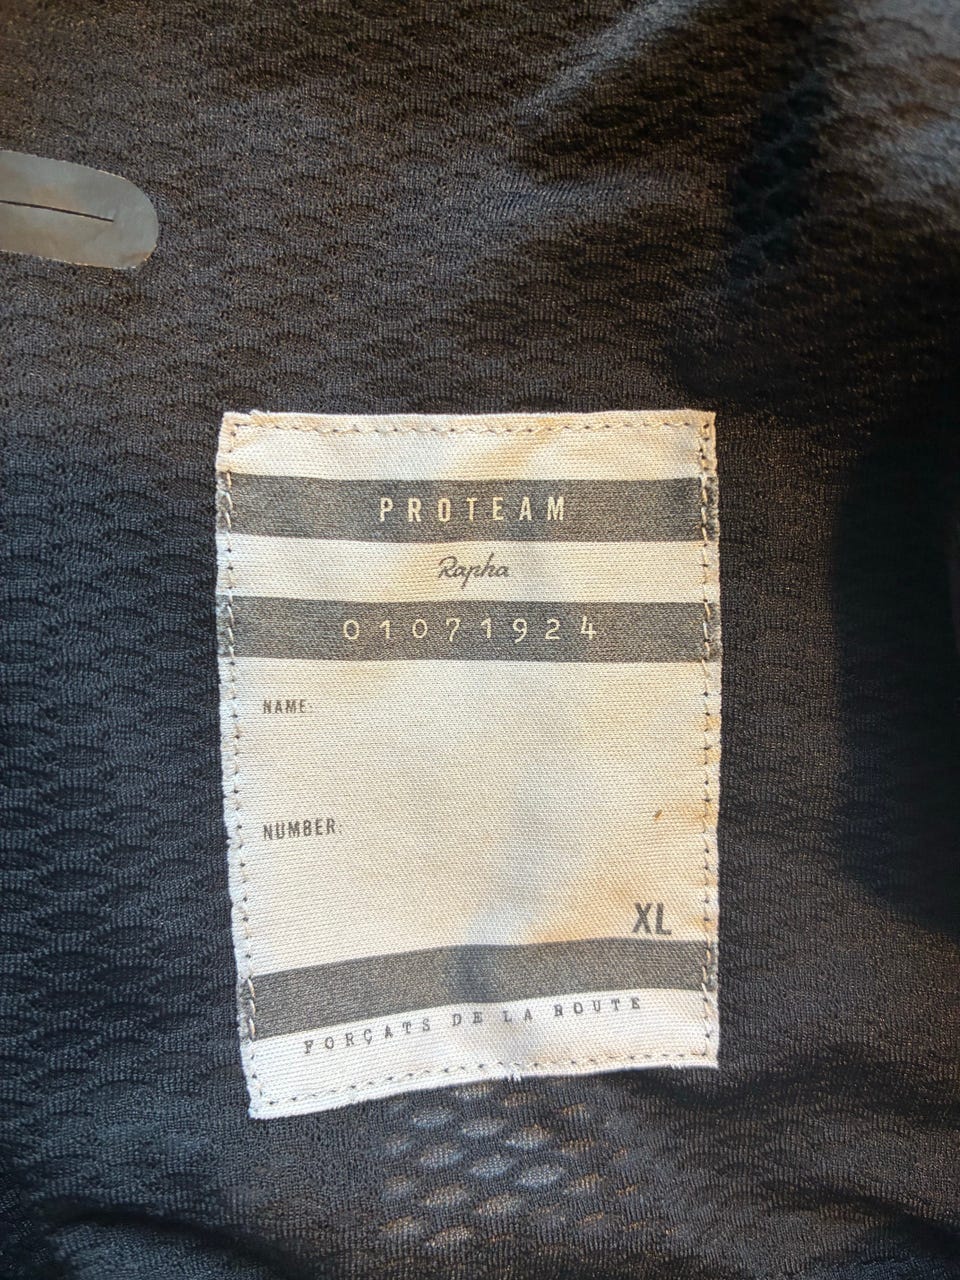 PROTEAM
Rapha
01071924
NAME:
NUMBER:
XL
FORÇATS DE LA ROUTE